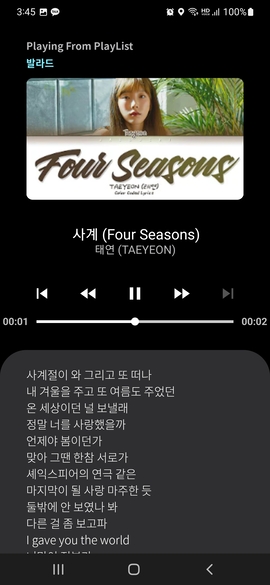 3:45
100%
Playing From PlayList
발라드
Taeyeon
Four Seasons
TAEYEON (태연)
Color Coded Lyrics
사계 (Four Seasons)
태연 (TAEYEON)
00:01
00:02
사계절이 와 그리고 또 떠나
내 겨울을 주고 또 여름도 주었던
온 세상이던 널 보낼래
정말 너를 사랑했을까
언제야 봄이던가
맞아 그땐 한참 서로가
셰익스피어의 연극 같은
마지막이 될 사랑 마주한 듯
둘밖에 안 보였나 봐
다른 걸 좀 보고파
I gave you the world